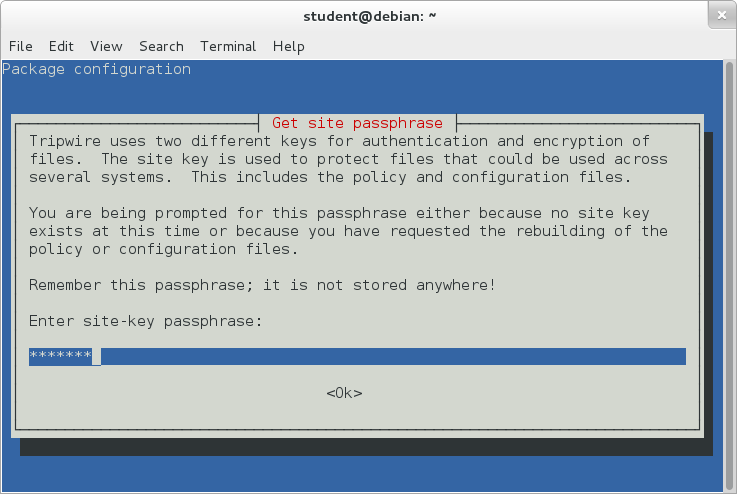 student@debian: ~
File Edit View Search Terminal Help
Package configuration
Get site passphrase
Tripwire uses two different keys for authentication and encryption of
files.  The site key is used to protect files that could be used across
several systems.  This includes the policy and configuration files.
You are being prompted for this passphrase either because no site key
exists at this time or because you have requested the rebuilding of the
policy or configuration files.
Remember this passphrase; it is not stored anywhere!
Enter site-key passphrase:
*******_
<Ok>